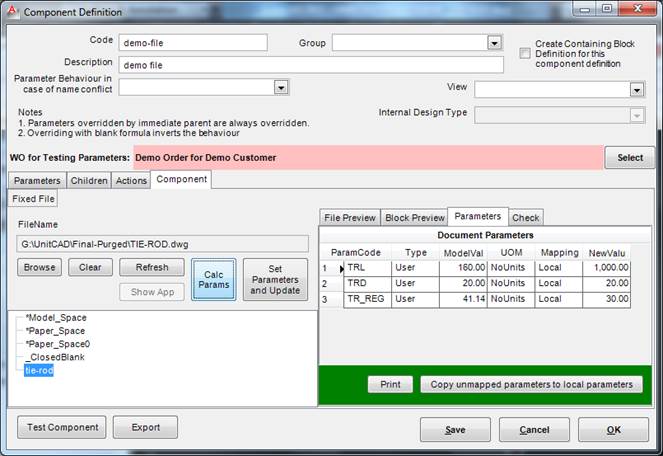 Component Definition
Code demo-file Group
Create Containing Block
Definition for this
component definition
Description demo file
Parameter Behaviour in
case of name conflict
View
Notes
1. Parameters overridden by immediate parent are always overridden.
2. Overriding with blank formula inverts the behaviour
Internal Design Type
WO for Testing Parameters: Demo Order for Demo Customer Select
Parameters Children Actions Component
Fixed File
FileName
G:\UnitCAD\Final-Purged\TIE-ROD.dwg
Browse Clear Refresh
Show App
Calc
Params
Set
Parameters
and Update
*Model_Space
*Paper_Space
*Paper_Space0
_ClosedBlank
tie-rod
File Preview Block Preview Parameters Check
Document Parameters
ParamCode Type ModelVal UOM Mapping NewValu
1 TRL User 160.00 NoUnits Local 1,000.00
2 TRD User 20.00 NoUnits Local 20.00
3 TR_REG User 41.14 NoUnits Local 30.00
Print Copy unmapped parameters to local parameters
Test Component Export Save Cancel OK